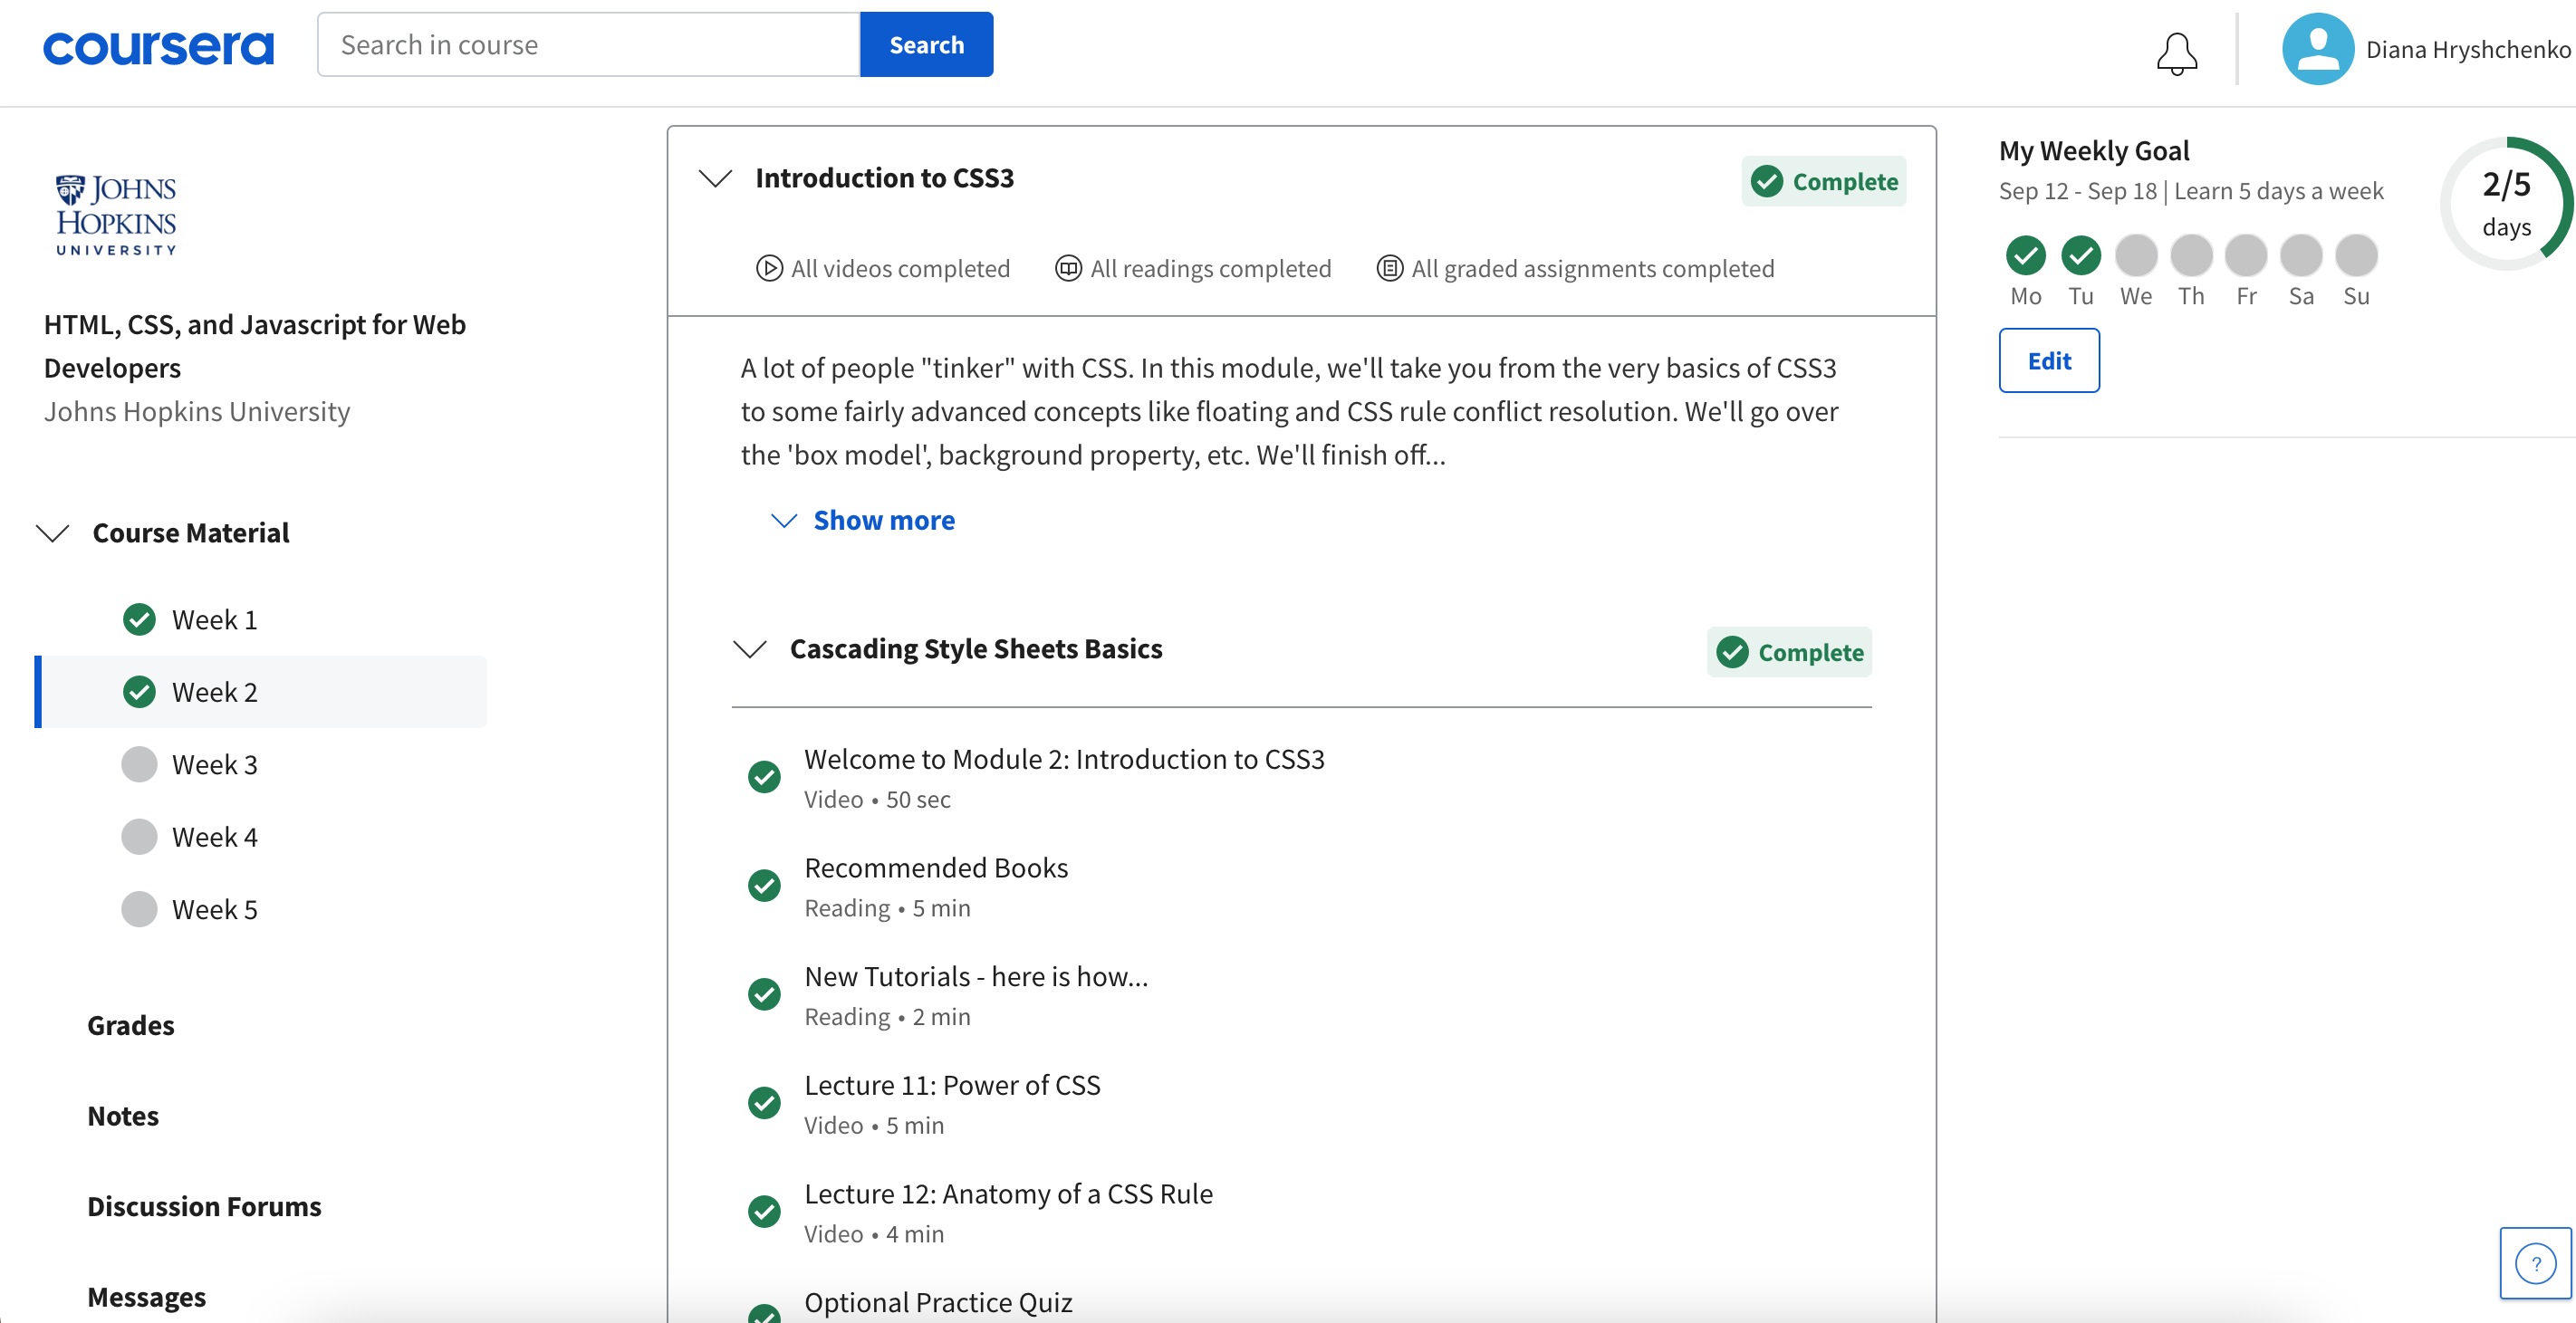 coursera
Search in course
Search
Diana Hryshchenko
JOHNS
HOPKINS
UNIVERSITY
HTML, CSS, and Javascript for Web
Developers
Johns Hopkins University
Course Material
Week 1
Week 2
Week 3
Week 4
Week 5
Grades
Notes
Discussion Forums
Messages
Introduction to CSS3
Complete
All videos completed
All readings completed
All graded assignments completed
A lot of people "tinker" with CSS. In this module, we'll take you from the very basics of CSS3
to some fairly advanced concepts like floating and CSS rule conflict resolution. We'll go over
the 'box model', background property, etc. We'll finish off...
Show more
Cascading Style Sheets Basics
Complete
Welcome to Module 2: Introduction to CSS3
Video • 50 sec
Recommended Books
Reading • 5 min
New Tutorials - here is how...
Reading • 2 min
Lecture 11: Power of CSS
Video • 5 min
Lecture 12: Anatomy of a CSS Rule
Video • 4 min
Optional Practice Quiz
My Weekly Goal
Sep 12 - Sep 18 | Learn 5 days a week
2/5
days
Mo Tu We Th Fr Sa Su
Edit
?